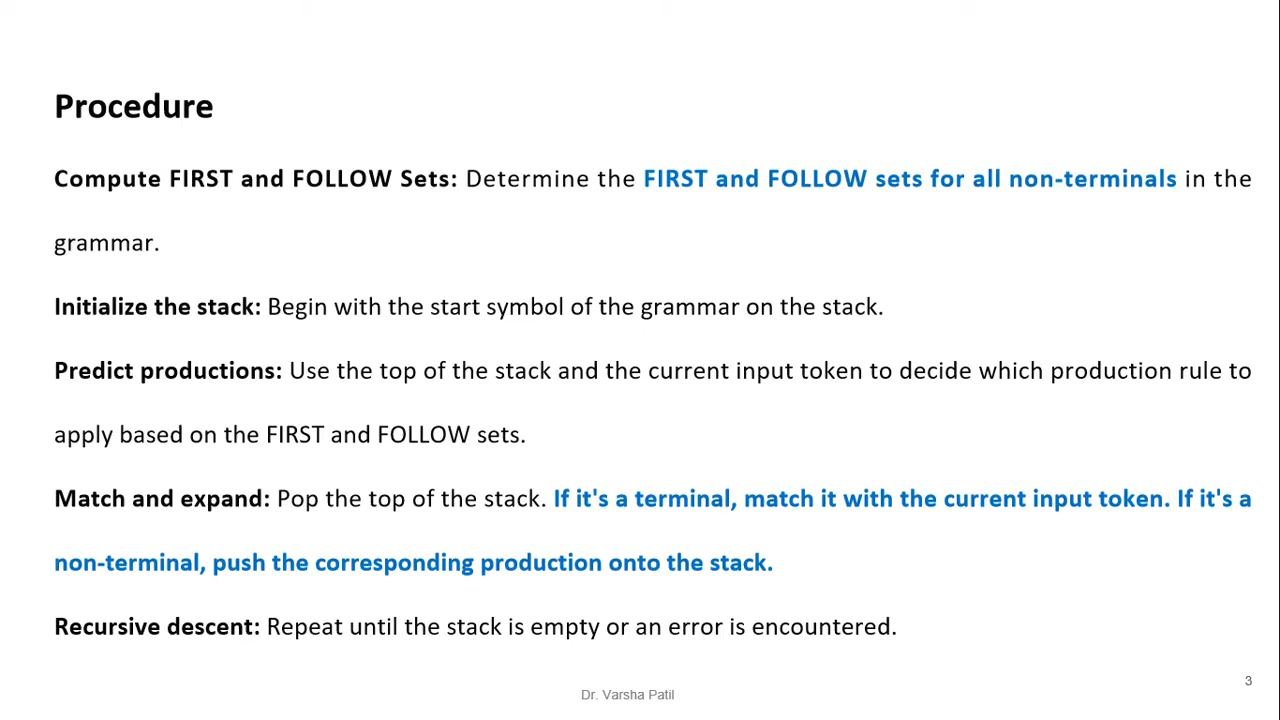 Procedure
Compute FIRST and FOLLOW Sets: Determine the FIRST and FOLLOW sets for all non-terminals in the
grammar.
Initialize the stack: Begin with the start symbol of the grammar on the stack.
Predict productions: Use the top of the stack and the current input token to decide which production rule to
apply based on the FIRST and FOLLOW sets.
Match and expand: Pop the top of the stack. If it's a terminal, match it with the current input token. If it's a
non-terminal, push the corresponding production onto the stack.
Recursive descent: Repeat until the stack is empty or an error is encountered.
3
Dr. Varsha Patil